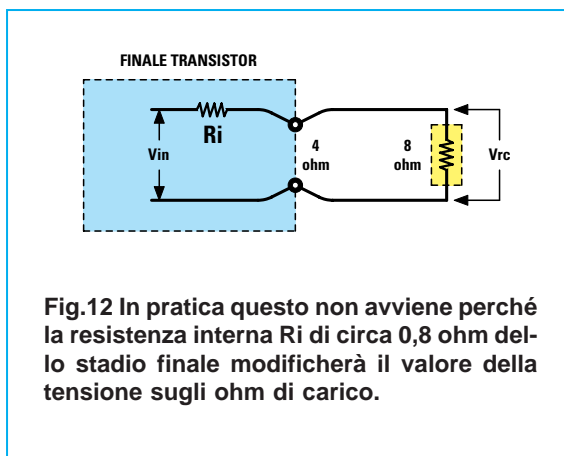 FINALE TRANSISTOR
Ri
Vin
4
ohm
8
ohm
Vrc
Fig.12 In pratica questo non avviene perché
la resistenza interna Ri di circa 0,8 ohm del-
lo stadio finale modificherà il valore della
tensione sugli ohm di carico.